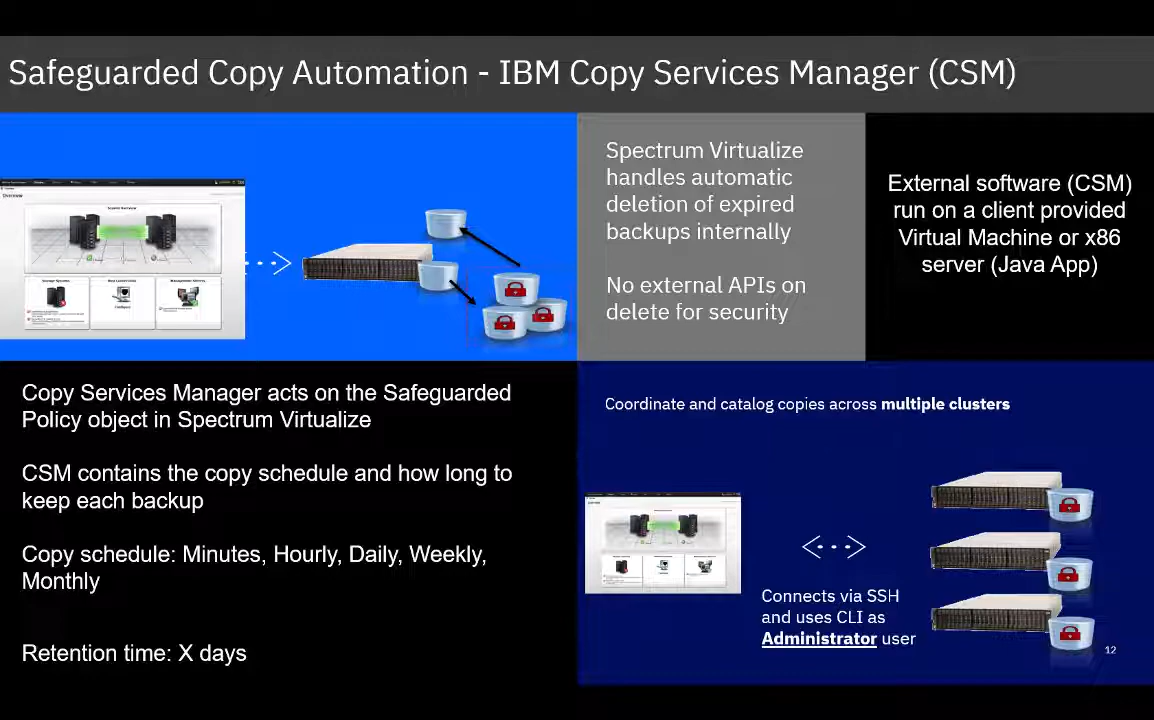 Safeguarded Copy Automation - IBM Copy Services Manager (CSM)
Spectrum Virtualize
handles automatic
deletion of expired
backups internally
No external APIs on
delete for security
External software (CSM)
run on a client provided
Virtual Machine or x86
server (Java App)
Copy Services Manager acts on the Safeguarded
Policy object in Spectrum Virtualize
CSM contains the copy schedule and how long to
keep each backup
Copy schedule: Minutes, Hourly, Daily, Weekly,
Monthly
Retention time: X days
Coordinate and catalog copies across multiple clusters
Connects via SSH
and uses CLI as
Administrator user
12